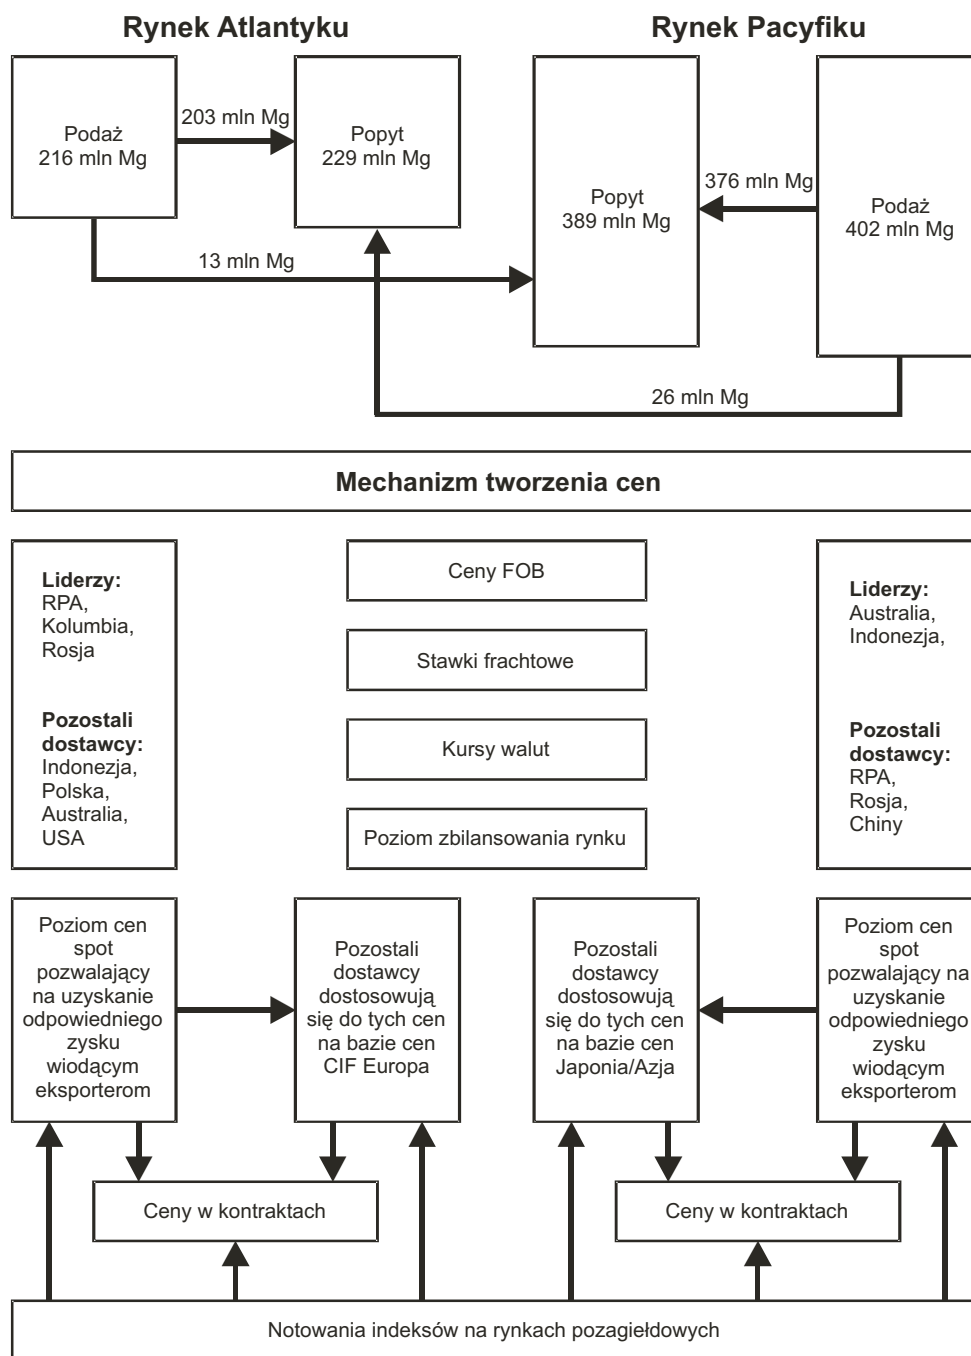 Rynek Atlantyku
Rynek Pacyfiku
Podaż
216 mln Mg
203 mln Mg
Popyt
229 mln Mg
Popyt
389 mln Mg
376 mln Mg
Podaż
402 mln Mg
13 mln Mg
26 mln Mg
Mechanizm tworzenia cen
Liderzy:
RPA,
Kolumbia,
Rosja
Pozostali
dostawcy:
Indonezja,
Polska,
Australia,
USA
Ceny FOB
Stawki frachtowe
Kursy walut
Poziom zbilansowania rynku
Liderzy:
Australia,
Indonezja,
Pozostali
dostawcy:
RPA,
Rosja,
Chiny
Poziom cen
spot
pozwalający
na uzyskanie
odpowiedniego
zysku
wiodącym
eksporterom
Pozostali
dostawcy
dostosowują
się do tych cen
na bazie cen
CIF Europa
Pozostali
dostawcy
dostosowują
się do tych cen
na bazie cen
Japonia/Azja
Poziom cen
spot
pozwalający na
uzyskanie
odpowiedniego
zysku
wiodącym
eksporterom
Ceny w kontraktach
Ceny w kontraktach
Notowania indeksów na rynkach pozagiełdowych